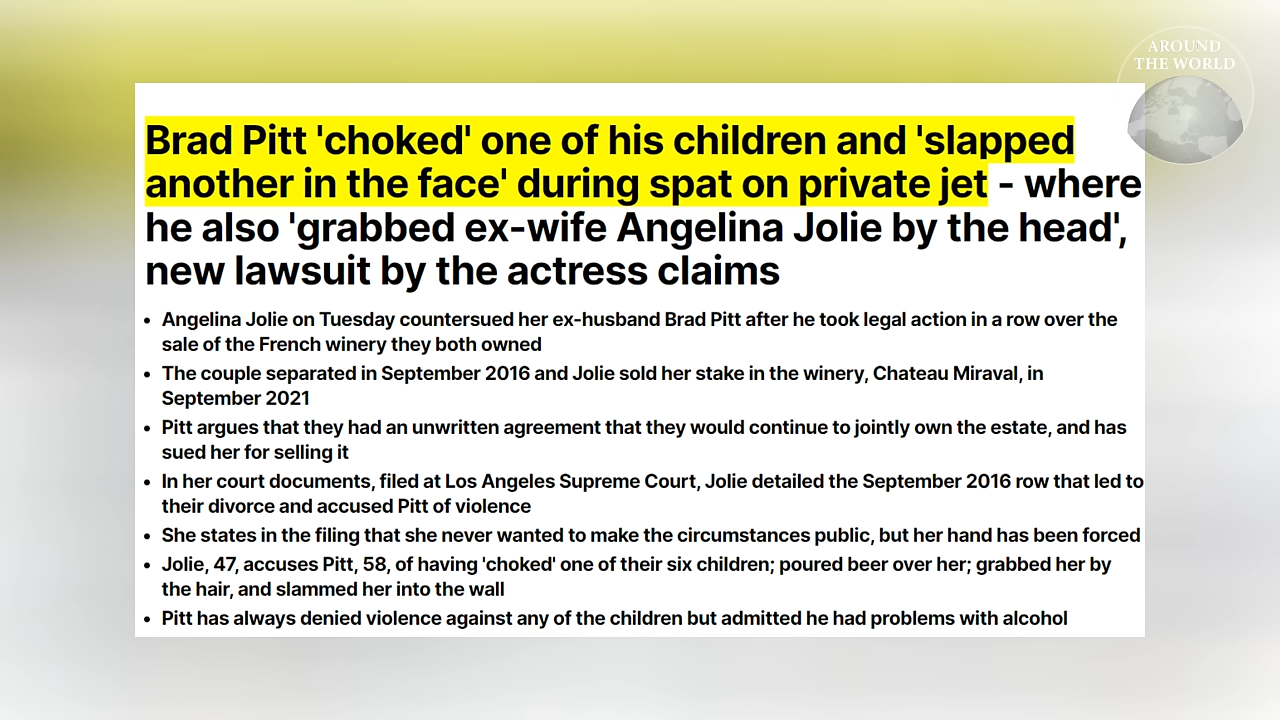 AROUND
THE WORLD
Brad Pitt 'choked' one of his children and 'slapped
another in the face' during spat on private jet - where
he also 'grabbed ex-wife Angelina Jolie by the head',
new lawsuit by the actress claims
• Angelina Jolie on Tuesday countersued her ex-husband Brad Pitt after he took legal action in a row over the
sale of the French winery they both owned
• The couple separated in September 2016 and Jolie sold her stake in the winery, Chateau Miraval, in
September 2021
• Pitt argues that they had an unwritten agreement that they would continue to jointly own the estate, and has
sued her for selling it
• In her court documents, filed at Los Angeles Supreme Court, Jolie detailed the September 2016 row that led to
their divorce and accused Pitt of violence
• She states in the filing that she never wanted to make the circumstances public, but her hand has been forced
• Jolie, 47, accuses Pitt, 58, of having 'choked' one of their six children; poured beer over her; grabbed her by
the hair, and slammed her into the wall
• Pitt has always denied violence against any of the children but admitted he had problems with alcohol